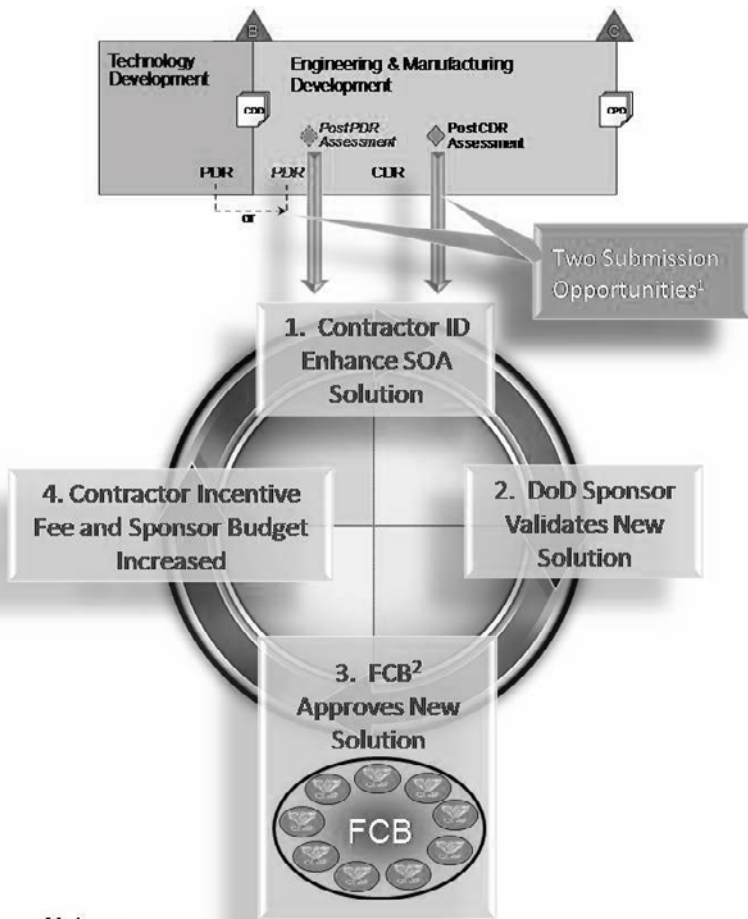 B
C
Technology
Development
Engineering & Manufacturing
Development
CDD
CPD
PostPDR
Assessment
PostCDR
Assessment
PDR
PDR
CDR
or
Two Submission
Opportunities¹
1. Contractor ID
Enhance SOA
Solution
2. DoD Sponsor
Validates New
Solution
4. Contractor Incentive
Fee and Sponsor Budget
Increased
3. FCB²
Approves New
Solution
FCB